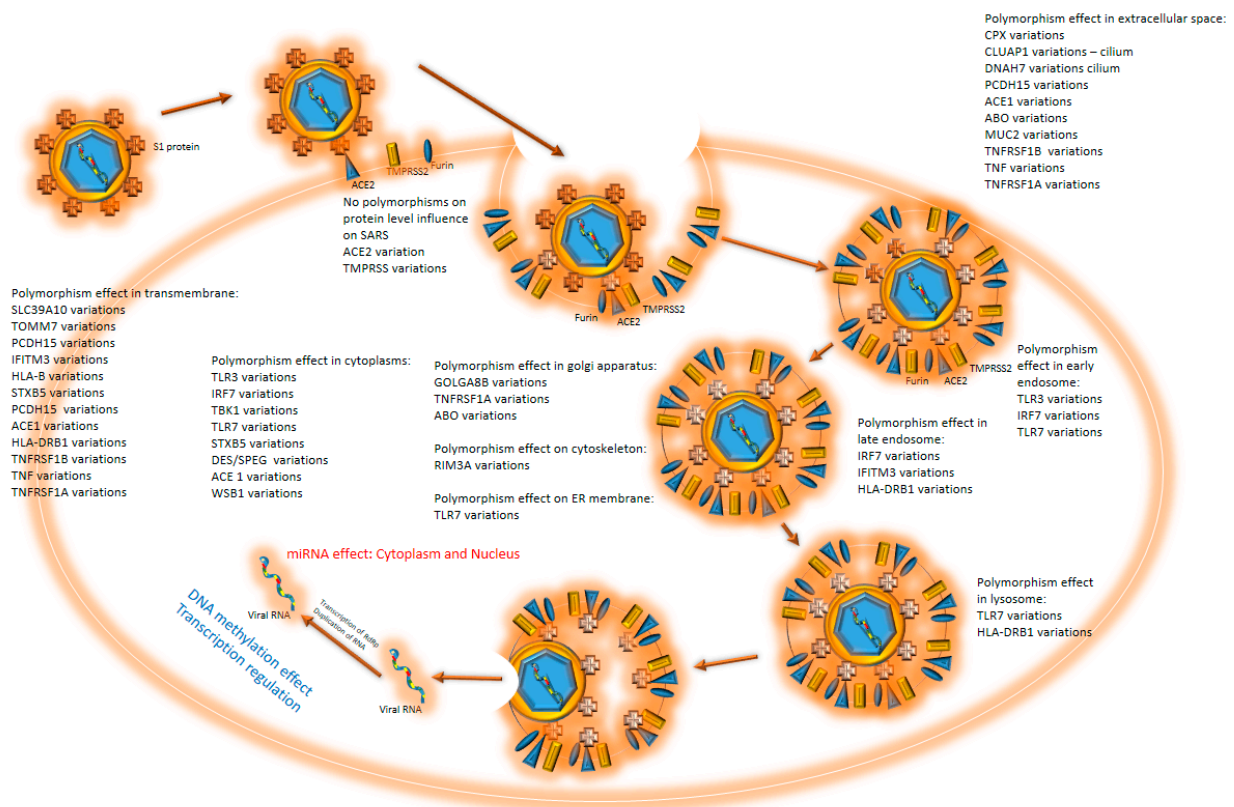 Polymorphism effect in extracellular space:
CPX variations
CLUAP1 variations – cilium
DNAH7 variations cilium
PCDH15 variations
ACE1 variations
ABO variations
MUC2 variations
TNFRSF1B variations
TNF variations
TNFRSF1A variations
S1 protein
ACE2
TMPRSS2
Furin
No polymorphisms on
protein level influence
on SARS
ACE2 variation
TMPRSS variations
Furin
ACE2
TMPRSS2
Furin
ACE2
TMPRSS2
Polymorphism effect in transmembrane:
SLC39A10 variations
TOMM7 variations
PCDH15 variations
IFITM3 variations
HLA-B variations
STXB5 variations
PCDH15 variations
ACE1 variations
HLA-DRB1 variations
TNFRSF1B variations
TNF variations
TNFRSF1A variations
Polymorphism effect in cytoplasms:
TLR3 variations
IRF7 variations
TBK1 variations
TLR7 variations
STXB5 variations
DES/SPEG variations
ACE 1 variations
WSB1 variations
Polymorphism effect in golgi apparatus:
GOLGA8B variations
TNFRSF1A variations
ABO variations
Polymorphism effect on cytoskeleton:
RIM3A variations
Polymorphism effect on ER membrane:
TLR7 variations
Polymorphism
effect in early
endosome:
TLR3 variations
IRF7 variations
TLR7 variations
Polymorphism effect in
late endosome:
IRF7 variations
IFITM3 variations
HLA-DRB1 variations
Polymorphism effect
in lysosome:
TLR7 variations
HLA-DRB1 variations
miRNA effect: Cytoplasm and Nucleus
DNA methylation effect
Transcription regulation
Viral RNA
Transcription of RdRp
Duplication of RNA
Viral RNA